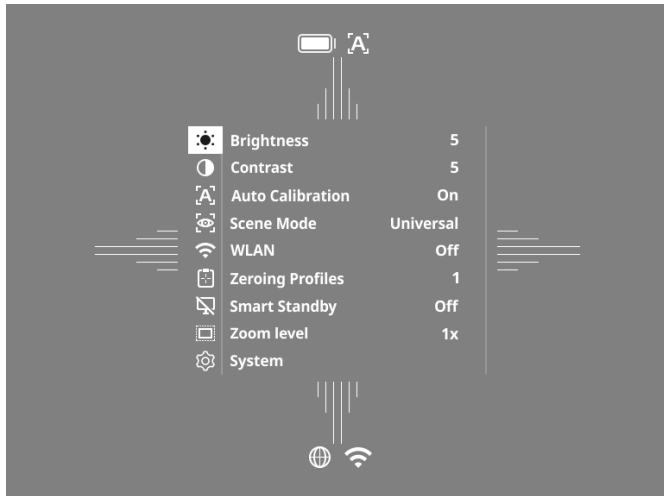 A
Brightness 5
Contrast 5
A Auto Calibration On
Scene Mode Universal
WLAN Off
Zeroing Profiles 1
Smart Standby Off
Zoom level 1x
System